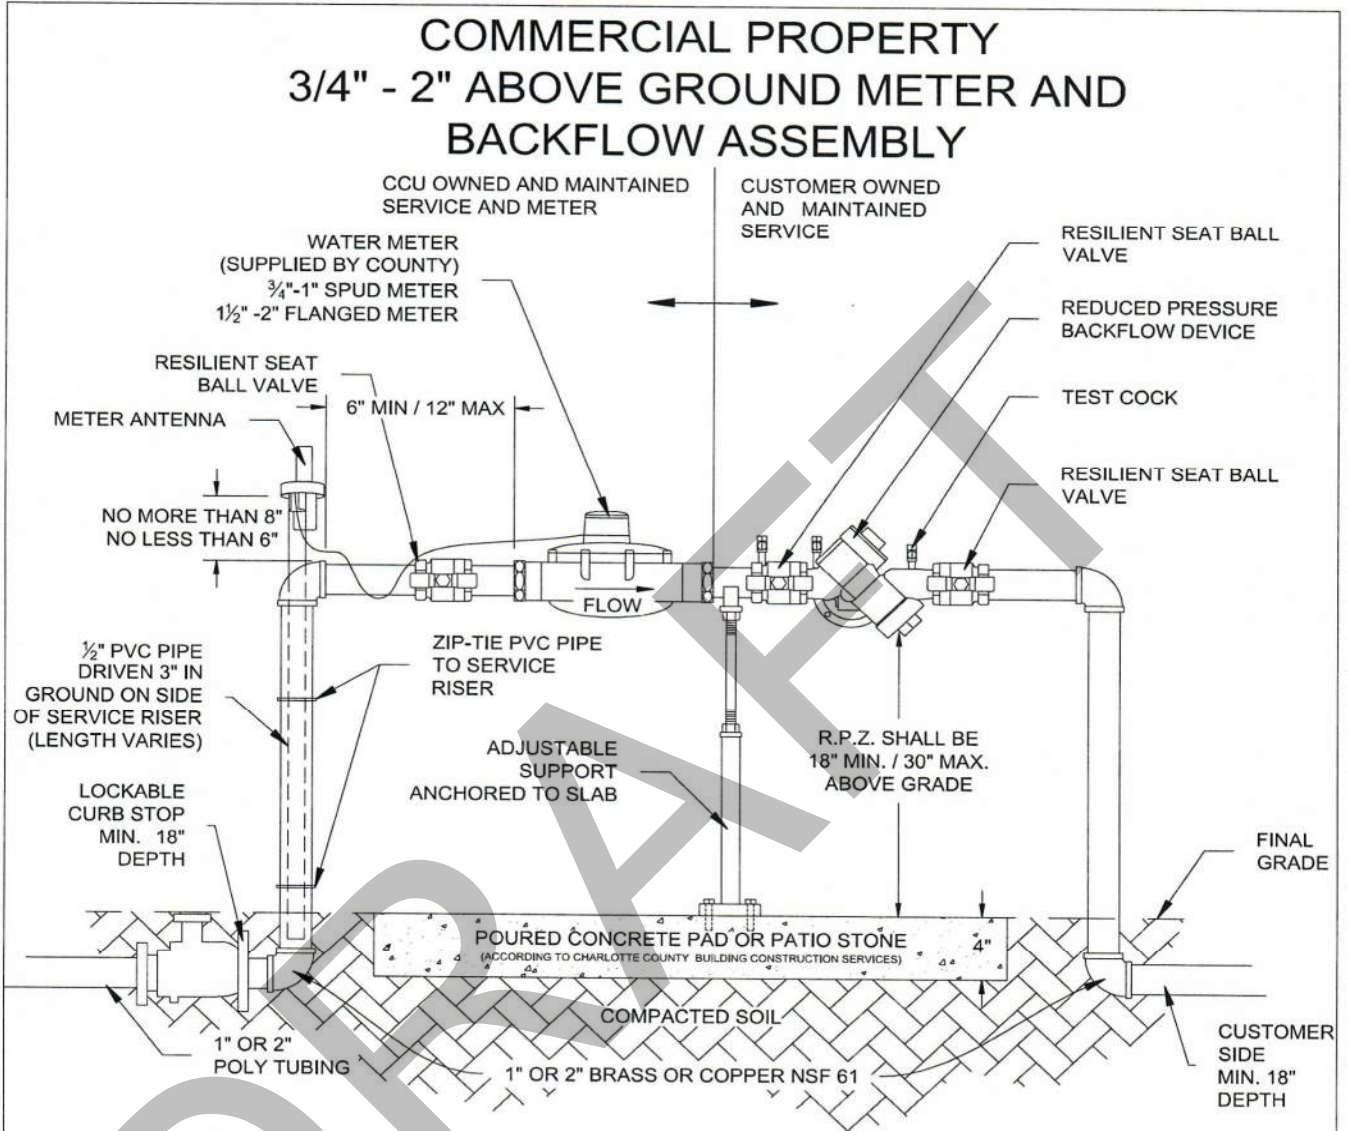 COMMERCIAL PROPERTY
3/4" - 2" ABOVE GROUND METER AND
BACKFLOW ASSEMBLY
CCU OWNED AND MAINTAINED
SERVICE AND METER
CUSTOMER OWNED
AND MAINTAINED
SERVICE
WATER METER
(SUPPLIED BY COUNTY)
¾"-1" SPUD METER
1½" -2" FLANGED METER
RESILIENT SEAT BALL
VALVE
REDUCED PRESSURE
BACKFLOW DEVICE
RESILIENT SEAT
BALL VALVE
6" MIN / 12" MAX
TEST COCK
METER ANTENNA
RESILIENT SEAT BALL
VALVE
NO MORE THAN 8"
NO LESS THAN 6"
FLOW
½" PVC PIPE
DRIVEN 3" IN
GROUND ON SIDE
OF SERVICE RISER
(LENGTH VARIES)
ZIP-TIE PVC PIPE
TO SERVICE
RISER
ADJUSTABLE
SUPPORT
ANCHORED TO SLAB
R.P.Z. SHALL BE
18" MIN. / 30" MAX.
ABOVE GRADE
LOCKABLE
CURB STOP
MIN. 18"
DEPTH
FINAL
GRADE
POURED CONCRETE PAD OR PATIO STONE
(ACCORDING TO CHARLOTTE COUNTY BUILDING CONSTRUCTION SERVICES)
4"
COMPACTED SOIL
1" OR 2"
POLY TUBING
1" OR 2" BRASS OR COPPER NSF 61
CUSTOMER
SIDE
MIN. 18"
DEPTH
DRAFT